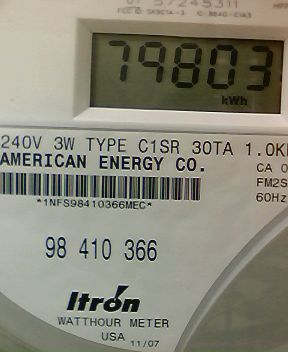 57245311
79803
kWh
240V 3W TYPE C1SR 30TA 1.0K
AMERICAN ENERGY CO.
CA 0
FM2S
*1NFS98410366MEC*
60Hz
98 410 366
Itron
WATTHOUR METER
USA 11/07